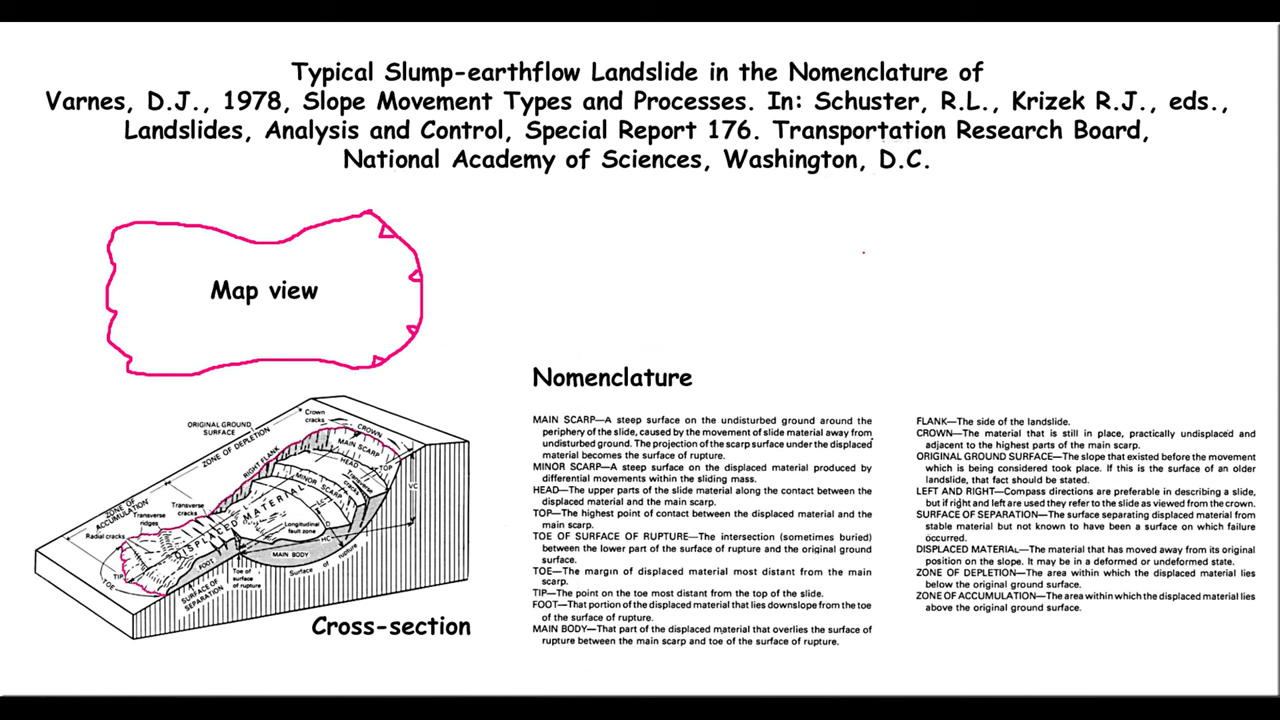 Typical Slump-earthflow Landslide in the Nomenclature of
Varnes, D.J., 1978, Slope Movement Types and Processes. In: Schuster, R.L., Krizek R.J., eds.,
Landslides, Analysis and Control, Special Report 176. Transportation Research Board,
National Academy of Sciences, Washington, D.C.
Map view
Crown
cracks
ORIGINAL GROUND
SURFACE
CROWN
ZONE OF DEPLETION
MAIN SCARP
RIGHT FLANK
HEAD
TOP
Transverse
cracks
MINOR SCARP
VC
ZONE OF
ACCUMULATION
Transverse
cracks
Transverse
ridges
DISPLACED MATERIAL
Radial cracks
Longitudinal
fault zone
HC
MAIN BODY
FOOT
Toe of
surface
of rupture
Surface of rupture
TIP
TOE
SURFACE OF
SEPARATION
Cross-section
Nomenclature
MAIN SCARP—A steep surface on the undisturbed ground around the
periphery of the slide, caused by the movement of slide material away from
undisturbed ground. The projection of the scarp surface under the displaced
material becomes the surface of rupture.
MINOR SCARP—A steep surface on the displaced material produced by
differential movements within the sliding mass.
HEAD—The upper parts of the slide material along the contact between the
displaced material and the main scarp.
TOP—The highest point of contact between the displaced material and the
main scarp.
TOE OF SURFACE OF RUPTURE—The intersection (sometimes buried)
between the lower part of the surface of rupture and the original ground
surface.
TOE—The margin of displaced material most distant from the main
scarp.
TIP—The point on the toe most distant from the top of the slide.
FOOT—That portion of the displaced material that lies downslope from the toe
of the surface of rupture.
MAIN BODY—That part of the displaced material that overlies the surface of
rupture between the main scarp and toe of the surface of rupture.
FLANK—The side of the landslide.
CROWN—The material that is still in place, practically undisplaced and
adjacent to the highest parts of the main scarp.
ORIGINAL GROUND SURFACE—The slope that existed before the movement
which is being considered took place. If this is the surface of an older
landslide, that fact should be stated.
LEFT AND RIGHT—Compass directions are preferable in describing a slide,
but if right and left are used they refer to the slide as viewed from the crown.
SURFACE OF SEPARATION—The surface separating displaced material from
stable material but not known to have been a surface on which failure
occurred.
DISPLACED MATERIAL—The material that has moved away from its original
position on the slope. It may be in a deformed or undeformed state.
ZONE OF DEPLETION—The area within which the displaced material lies
below the original ground surface.
ZONE OF ACCUMULATION—The area within which the displaced material lies
above the original ground surface.